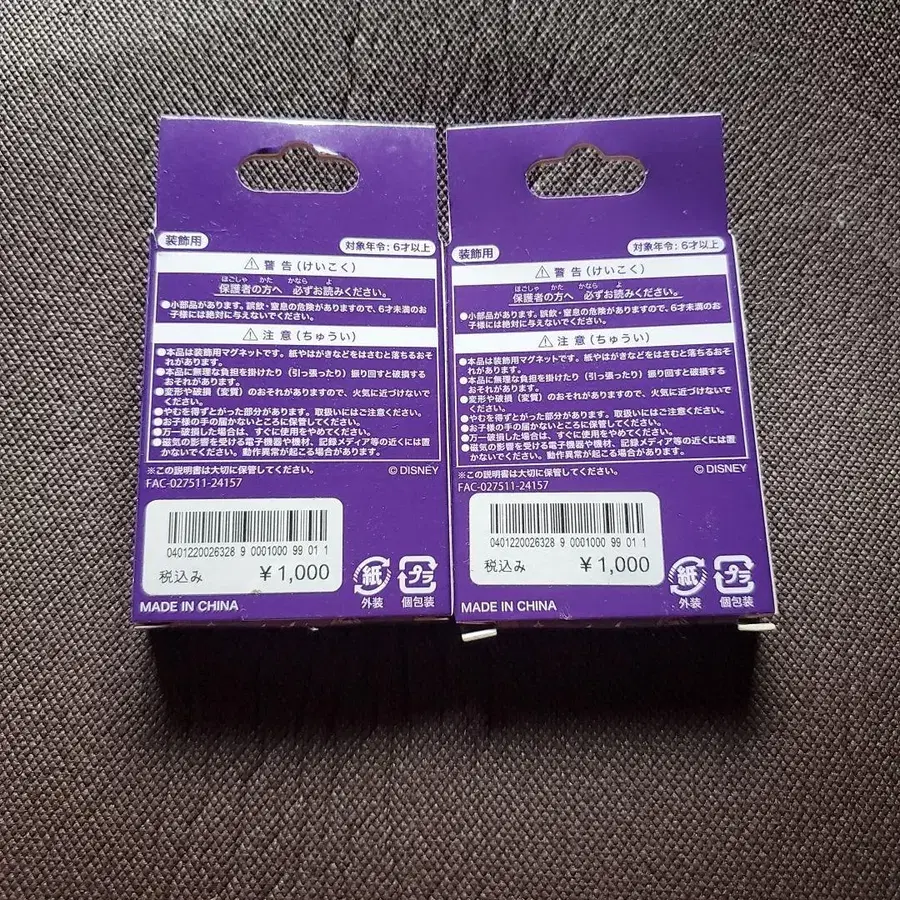 装飾用
対象年令：6才以上
⚠ 警告（けいこく）
ほごしゃ かた かなら よ
保護者の方へ 必ずお読みください。
●小部品があります。誤飲・窒息の危険がありますので、6才未満のお
子様には絶対に与えないでください。
⚠ 注意（ちゅうい）
●本品は装飾用マグネットです。紙やはがきなどをはさむと落ちるおそ
れがあります。
●本品に無理な負担を掛けたり（引っ張ったり）振り回すと破損する
おそれがあります。
●変形や破損（変質）のおそれがありますので、火気に近づけないで
ください。
●やむを得ずとがった部分があります。取扱いにはご注意ください。
●お子様の手の届かないところに保管してください。
●万一破損した場合は、すぐに使用をやめてください。
●磁気の影響を受ける電子機器や機材、記録メディア等の近くには置
かないでください。動作異常が起こる場合があります。
※この説明書は大切に保管してください。
© DISNEY
FAC-027511-24157
0401220026328 9 0001000 99 01 1
税込み ￥1,000
紙 プラ
外装 個包装
MADE IN CHINA
装飾用
対象年令：6才以上
⚠ 警告（けいこく）
ほごしゃ かた かなら よ
保護者の方へ 必ずお読みください。
●小部品があります。誤飲・窒息の危険がありますので、6才未満のお
子様には絶対に与えないでください。
⚠ 注意（ちゅうい）
●本品は装飾用マグネットです。紙やはがきなどをはさむと落ちるおそ
れがあります。
●本品に無理な負担を掛けたり（引っ張ったり）振り回すと破損する
おそれがあります。
●変形や破損（変質）のおそれがありますので、火気に近づけないで
ください。
●やむを得ずとがった部分があります。取扱いにはご注意ください。
●お子様の手の届かないところに保管してください。
●万一破損した場合は、すぐに使用をやめてください。
●磁気の影響を受ける電子機器や機材、記録メディア等の近くには置
かないでください。動作異常が起こる場合があります。
※この説明書は大切に保管してください。
© DISNEY
FAC-027511-24157
0401220026328 9 0001000 99 01 1
税込み ￥1,000
紙 プラ
外装 個包装
MADE IN CHINA